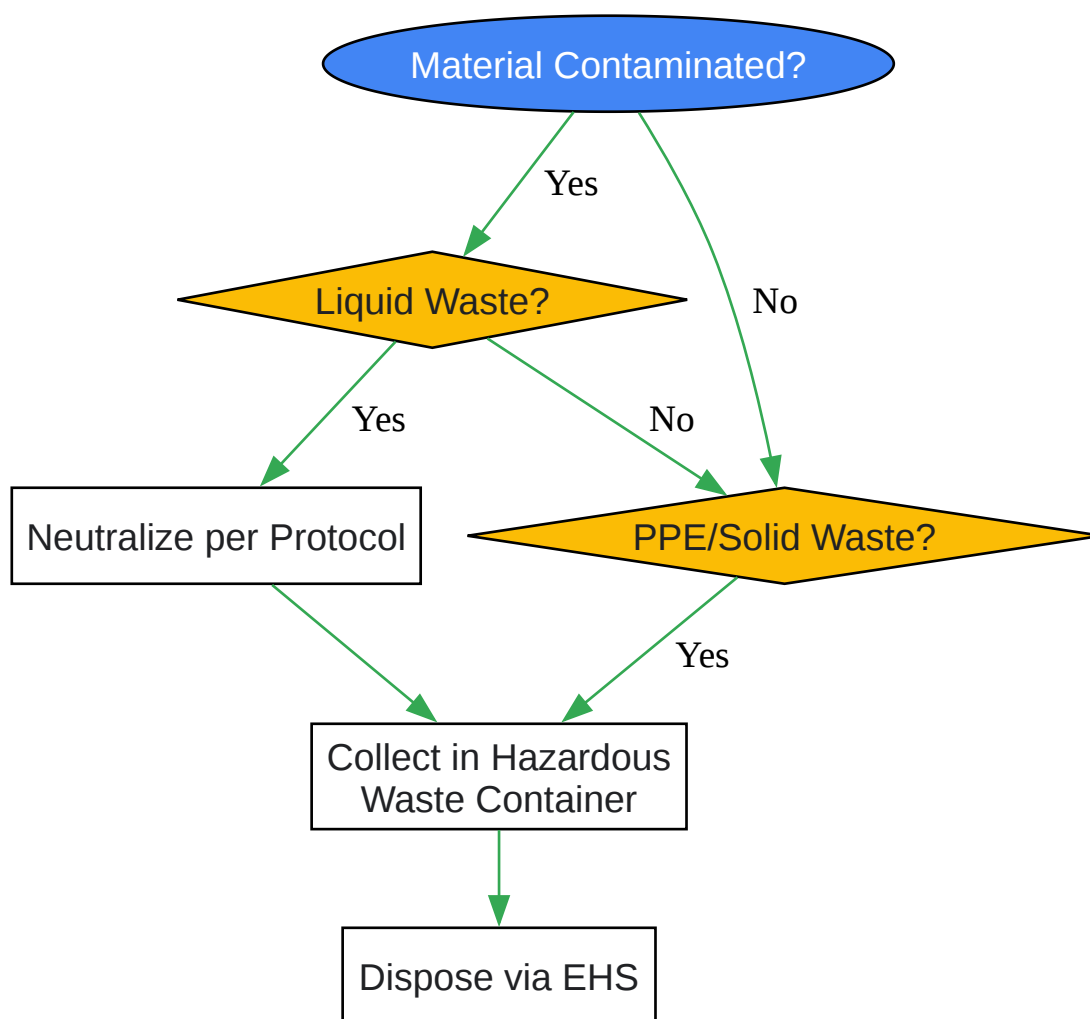 Material Contaminated?
Yes
No
Liquid Waste?
Yes
No
Neutralize per Protocol
PPE/Solid Waste?
Yes
Collect in Hazardous
Waste Container
Dispose via EHS